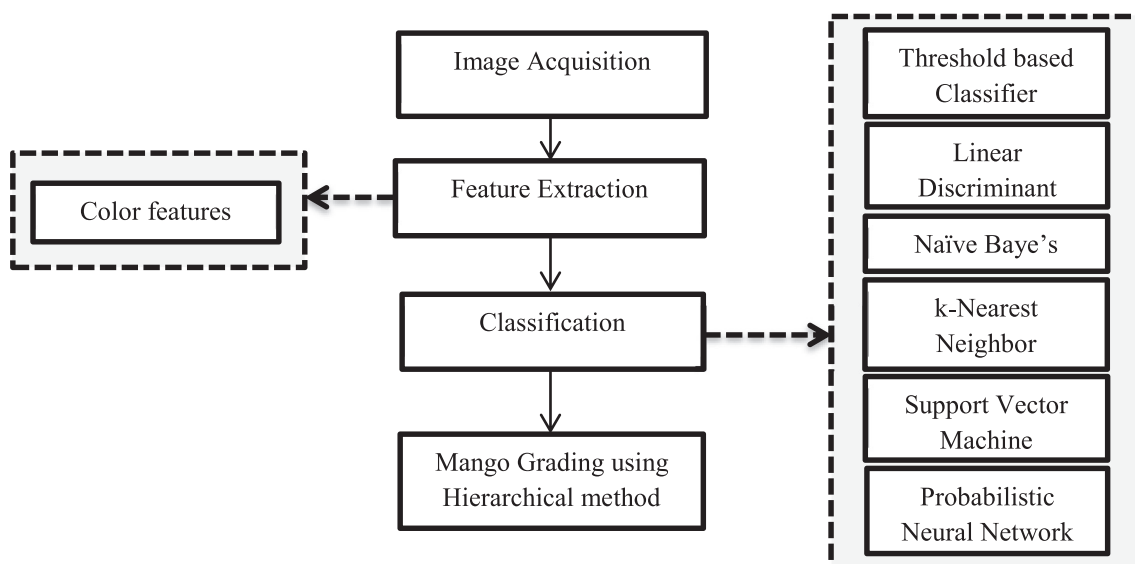 Image Acquisition
Feature Extraction
Color features
Classification
Mango Grading using
Hierarchical method
Threshold based
Classifier
Linear
Discriminant
Naïve Baye's
k-Nearest
Neighbor
Support Vector
Machine
Probabilistic
Neural Network